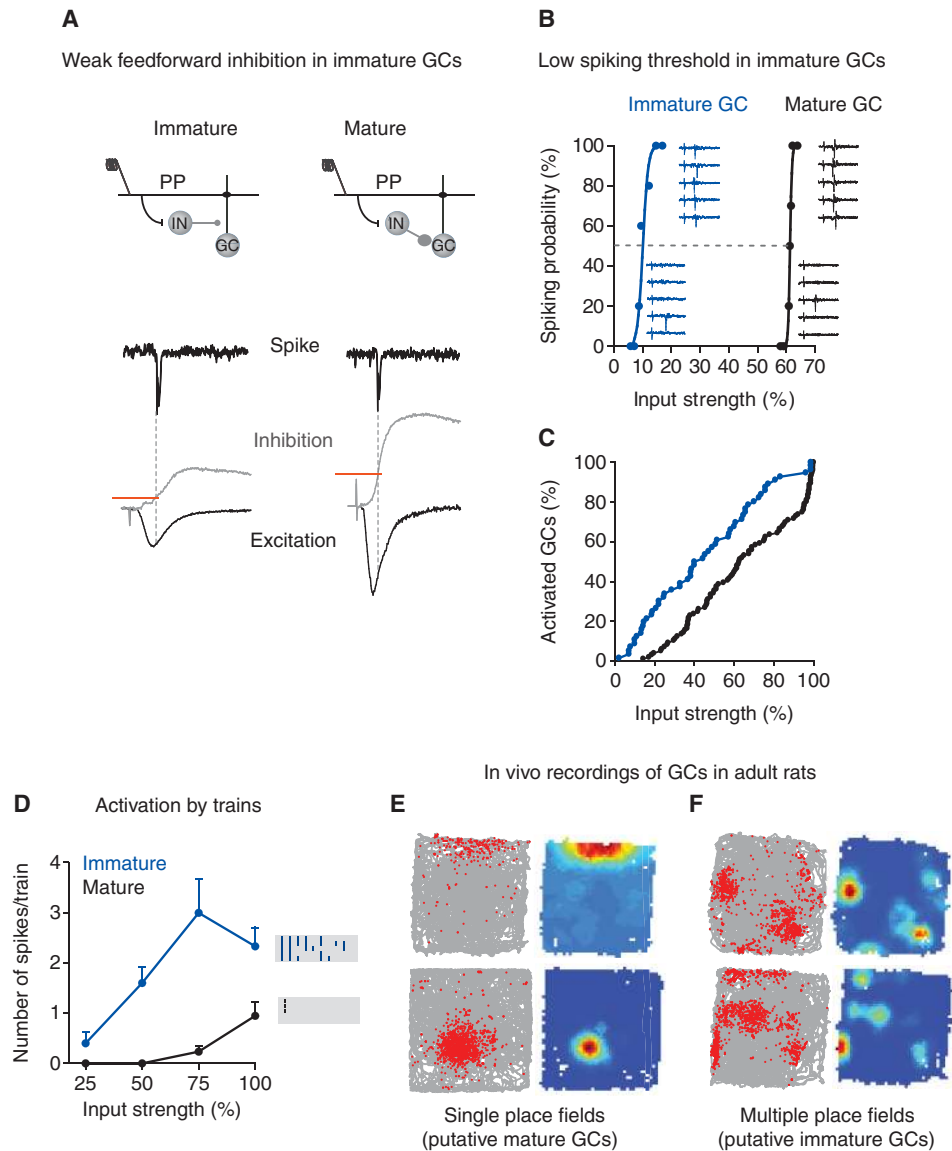 A
Weak feedforward inhibition in immature GCs
Immature
Mature
PP
PP
IN
GC
IN
GC
Spike
Inhibition
Excitation
B
Low spiking threshold in immature GCs
Immature GC
Mature GC
Spiking probability (%)
100
80
60
40
20
0
0 10 20 30 40 50 60 70
Input strength (%)
C
Activated GCs (%)
100
80
60
40
20
0
0 20 40 60 80 100
Input strength (%)
D
Activation by trains
Immature
Mature
Number of spikes/train
4
3
2
1
0
25 50 75 100
Input strength (%)
In vivo recordings of GCs in adult rats
E
Single place fields
(putative mature GCs)
F
Multiple place fields
(putative immature GCs)